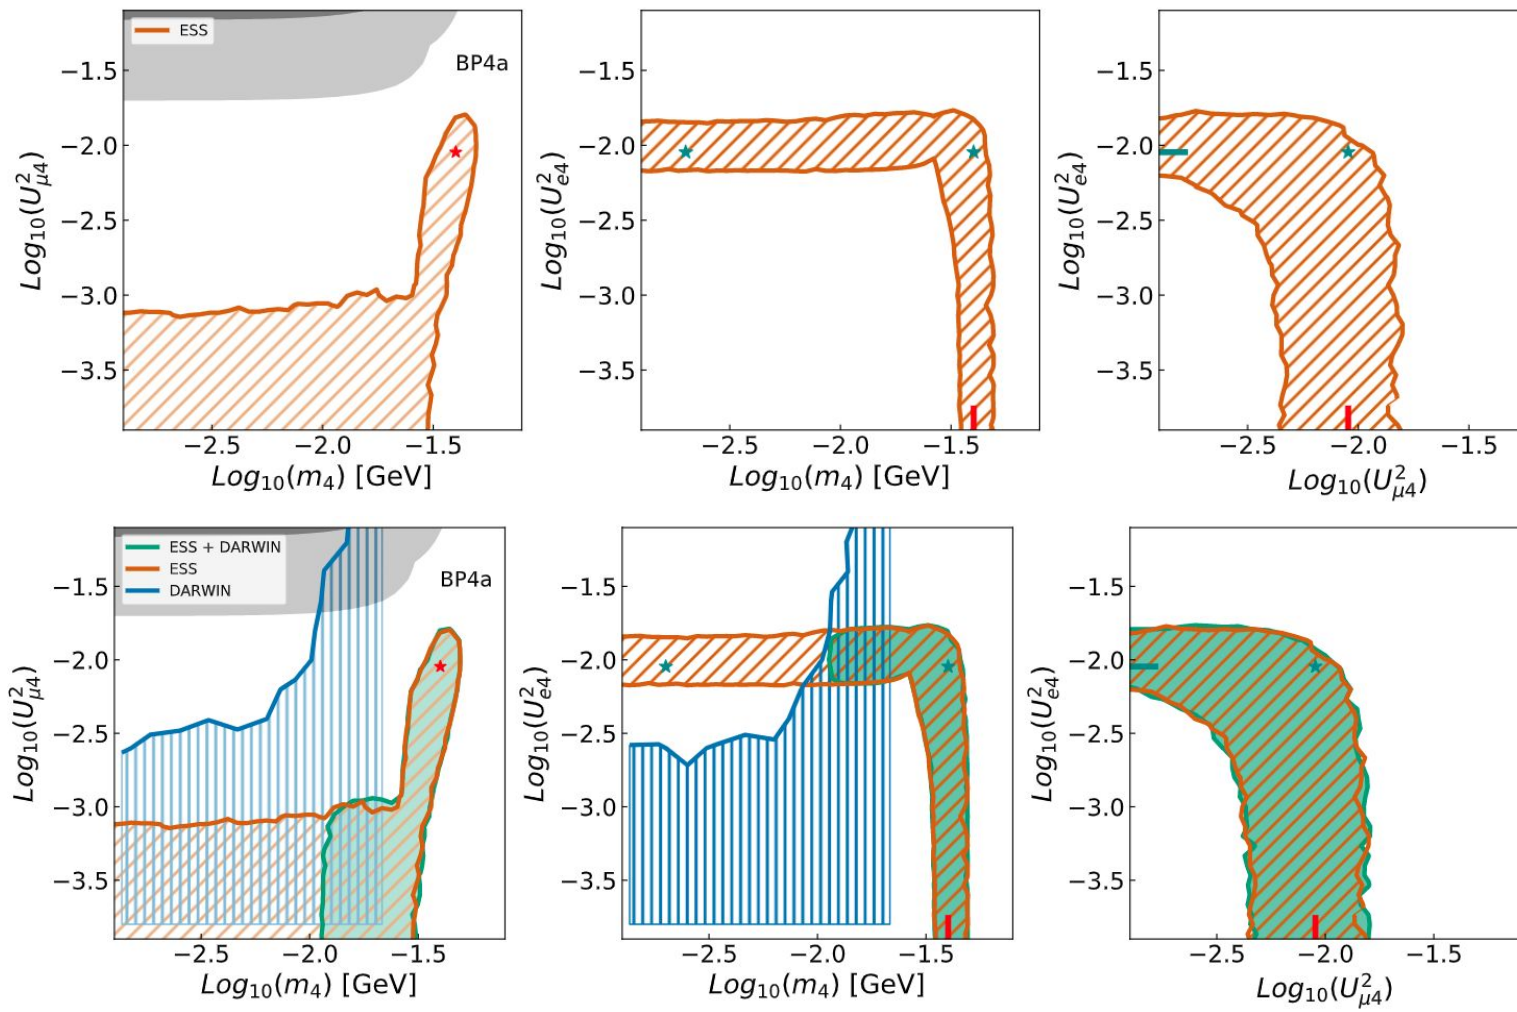 ESS
BP4a
−1.5
−2.0
−2.5
−3.0
−3.5
Log₁₀(U²μ4)
−2.5 −2.0 −1.5
Log₁₀(m₄) [GeV]
−1.5
−2.0
−2.5
−3.0
−3.5
Log₁₀(U²e4)
−2.5 −2.0 −1.5
Log₁₀(m₄) [GeV]
−1.5
−2.0
−2.5
−3.0
−3.5
Log₁₀(U²e4)
−2.5 −2.0 −1.5
Log₁₀(U²μ4)
ESS + DARWIN
ESS
DARWIN
BP4a
−1.5
−2.0
−2.5
−3.0
−3.5
Log₁₀(U²μ4)
−2.5 −2.0 −1.5
Log₁₀(m₄) [GeV]
−1.5
−2.0
−2.5
−3.0
−3.5
Log₁₀(U²e4)
−2.5 −2.0 −1.5
Log₁₀(m₄) [GeV]
−1.5
−2.0
−2.5
−3.0
−3.5
Log₁₀(U²e4)
−2.5 −2.0 −1.5
Log₁₀(U²μ4)